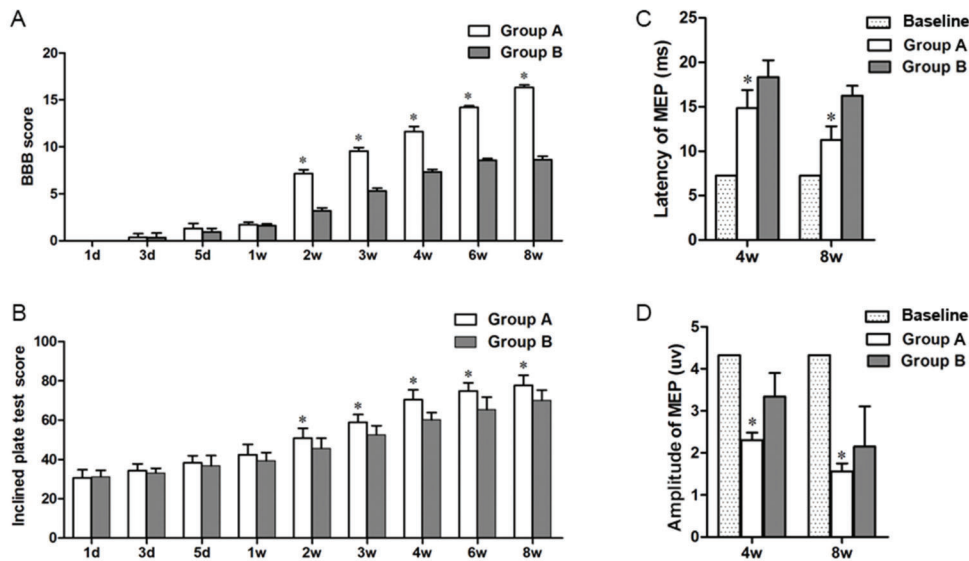 A
Group A
Group B
BBB score
20
15
10
5
0
1d 3d 5d 1w 2w 3w 4w 6w 8w
* * * * * *
B
Group A
Group B
Inclined plate test score
100
80
60
40
20
0
1d 3d 5d 1w 2w 3w 4w 6w 8w
* * * * *
C
Baseline
Group A
Group B
Latency of MEP (ms)
25
20
15
10
5
0
4w 8w
* *
D
Baseline
Group A
Group B
Amplitude of MEP (uv)
5
4
3
2
1
0
4w 8w
* *